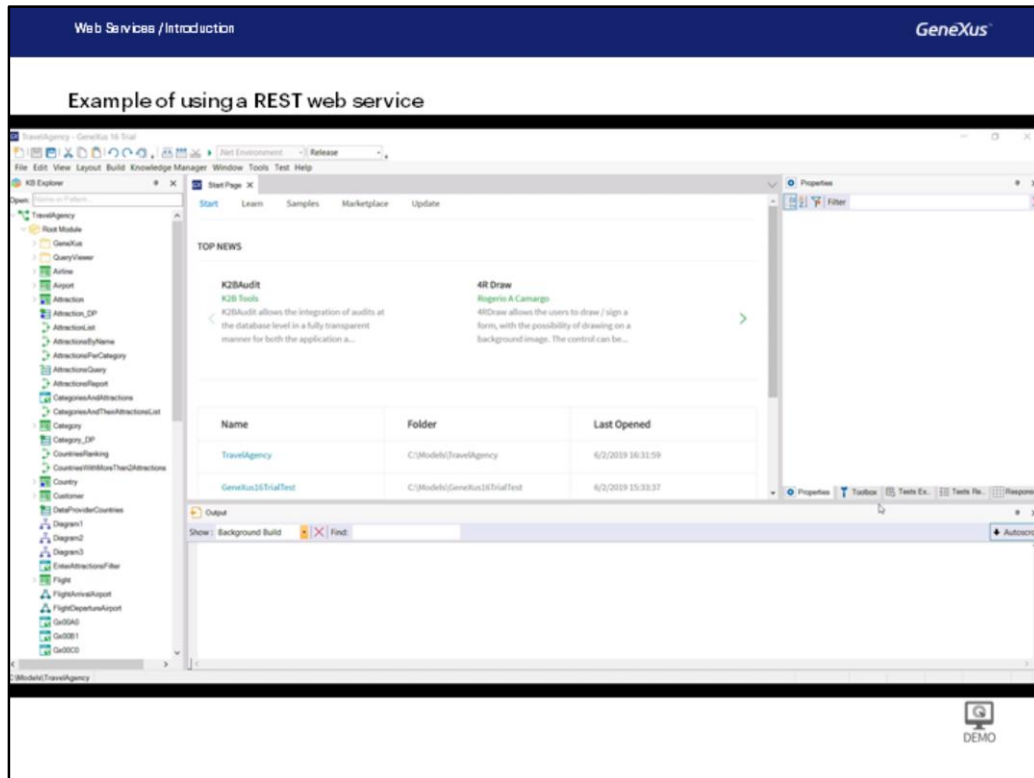 Web Services / Introduction
GeneXus
Example of using a REST web service
TravelAgency - GeneXus 16 Trial
.Net Environment Release
File Edit View Layout Build Knowledge Manager Window Tools Test Help
KB Explorer
Open: Name or Pattern...
TravelAgency
Root Module
GeneXus
QueryViewer
Airline
Airport
Attraction
Attraction_DP
AttractionList
AttractionsByName
AttractionsPerCategory
AttractionsQuery
AttractionsReport
CategoriesAndAttractions
CategoriesAndTheirAttractionsList
Category
Category_DP
CountriesRanking
CountriesWithMoreThan2Attractions
Country
Customer
DataProviderCountries
Diagram1
Diagram2
Diagram3
EnterAttractionsFilter
Flight
FlightArrivalAirport
FlightDepartureAirport
Gx00A0
Gx00B1
Gx00C0
Start Page X
Start Learn Samples Marketplace Update
TOP NEWS
K2BAudit
K2B Tools
K2BAudit allows the integration of audits at
the database level in a fully transparent
manner for both the application a...
4R Draw
Rogerio A Camargo
4RDraw allows the users to draw / sign a
form, with the possibility of drawing on a
background image. The control can be...
Name Folder Last Opened
TravelAgency C:\Models\TravelAgency 6/2/2019 16:31:59
GeneXus16TrialTest C:\Models\GeneXus16TrialTest 6/2/2019 15:33:37
Properties
Filter
Properties Toolbox Tests Ex... Tests Re... Respons
Output
Show: Background Build Find:
Autoscro
C:\Models\TravelAgency
DEMO